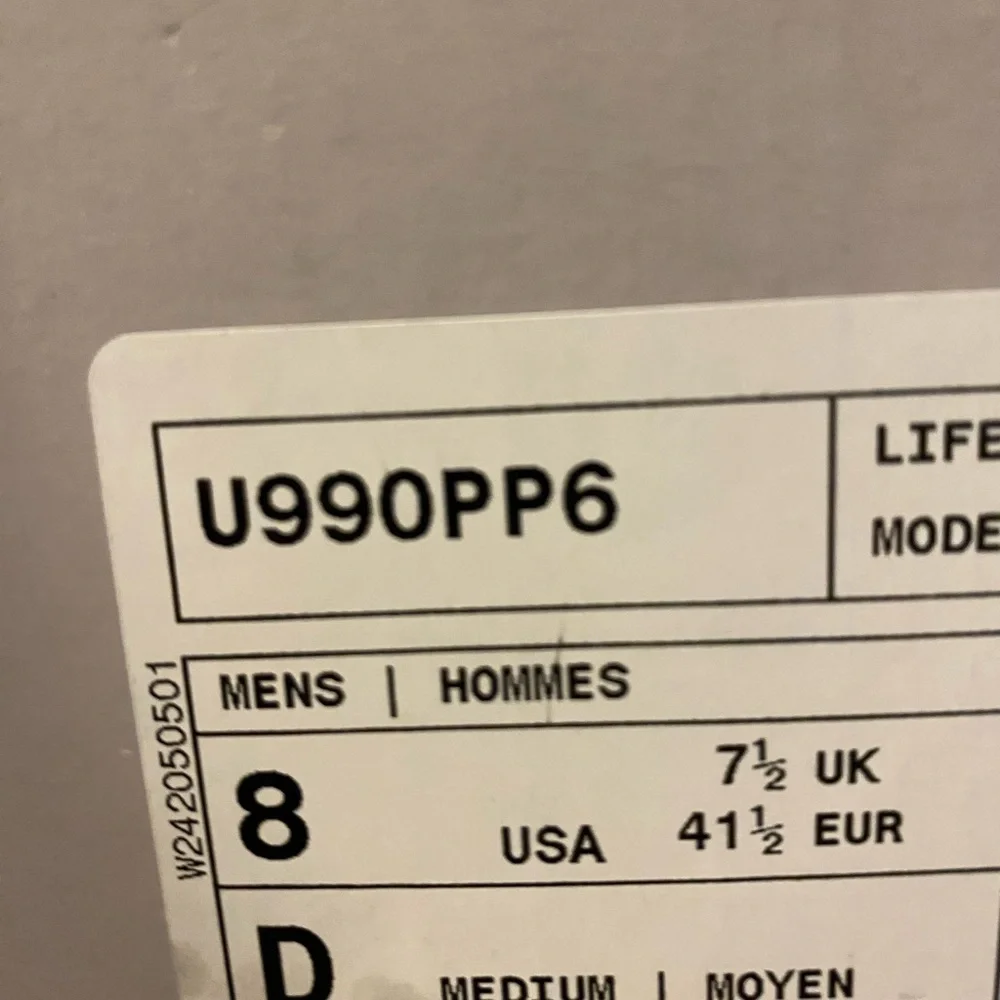 U990PP6
MENS | HOMMES
8 USA 7½ UK
41½ EUR
D MEDIUM | MOYEN
W242050501